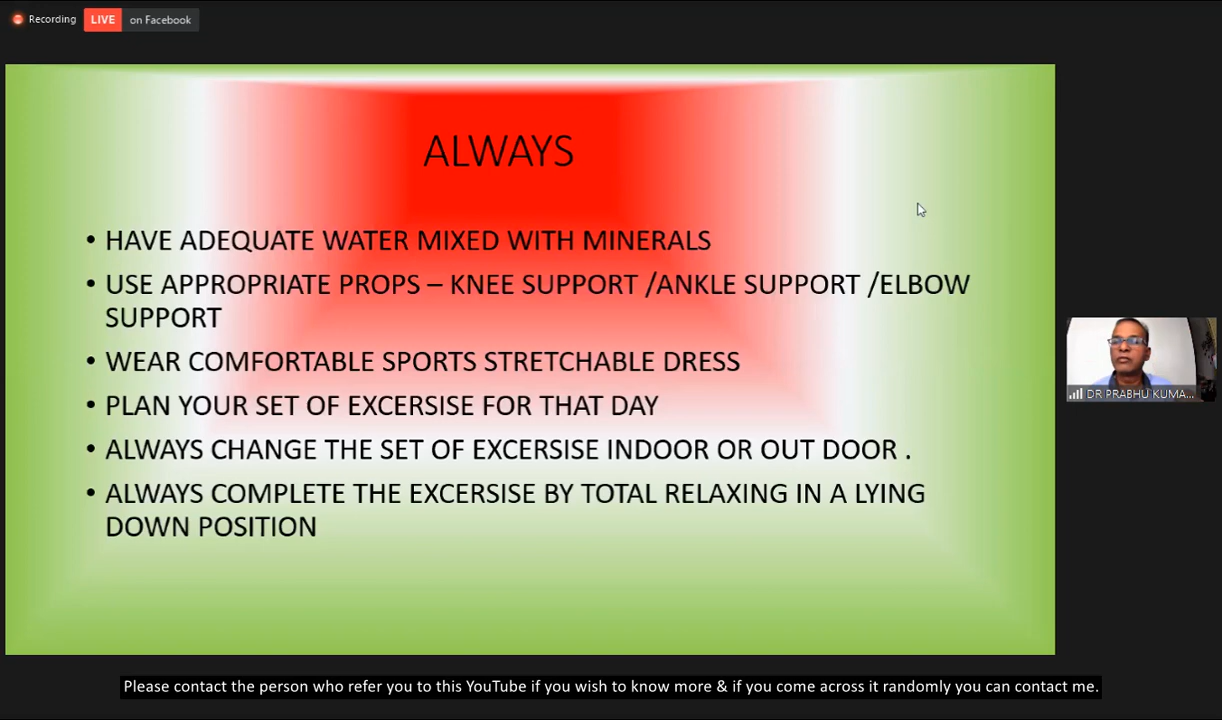 Recording LIVE on Facebook
ALWAYS
• HAVE ADEQUATE WATER MIXED WITH MINERALS
• USE APPROPRIATE PROPS – KNEE SUPPORT /ANKLE SUPPORT /ELBOW
SUPPORT
• WEAR COMFORTABLE SPORTS STRETCHABLE DRESS
• PLAN YOUR SET OF EXCERSISE FOR THAT DAY
• ALWAYS CHANGE THE SET OF EXCERSISE INDOOR OR OUT DOOR .
• ALWAYS COMPLETE THE EXCERSISE BY TOTAL RELAXING IN A LYING
DOWN POSITION
DR PRABHU KUMA...
Please contact the person who refer you to this YouTube if you wish to know more & if you come across it randomly you can contact me.